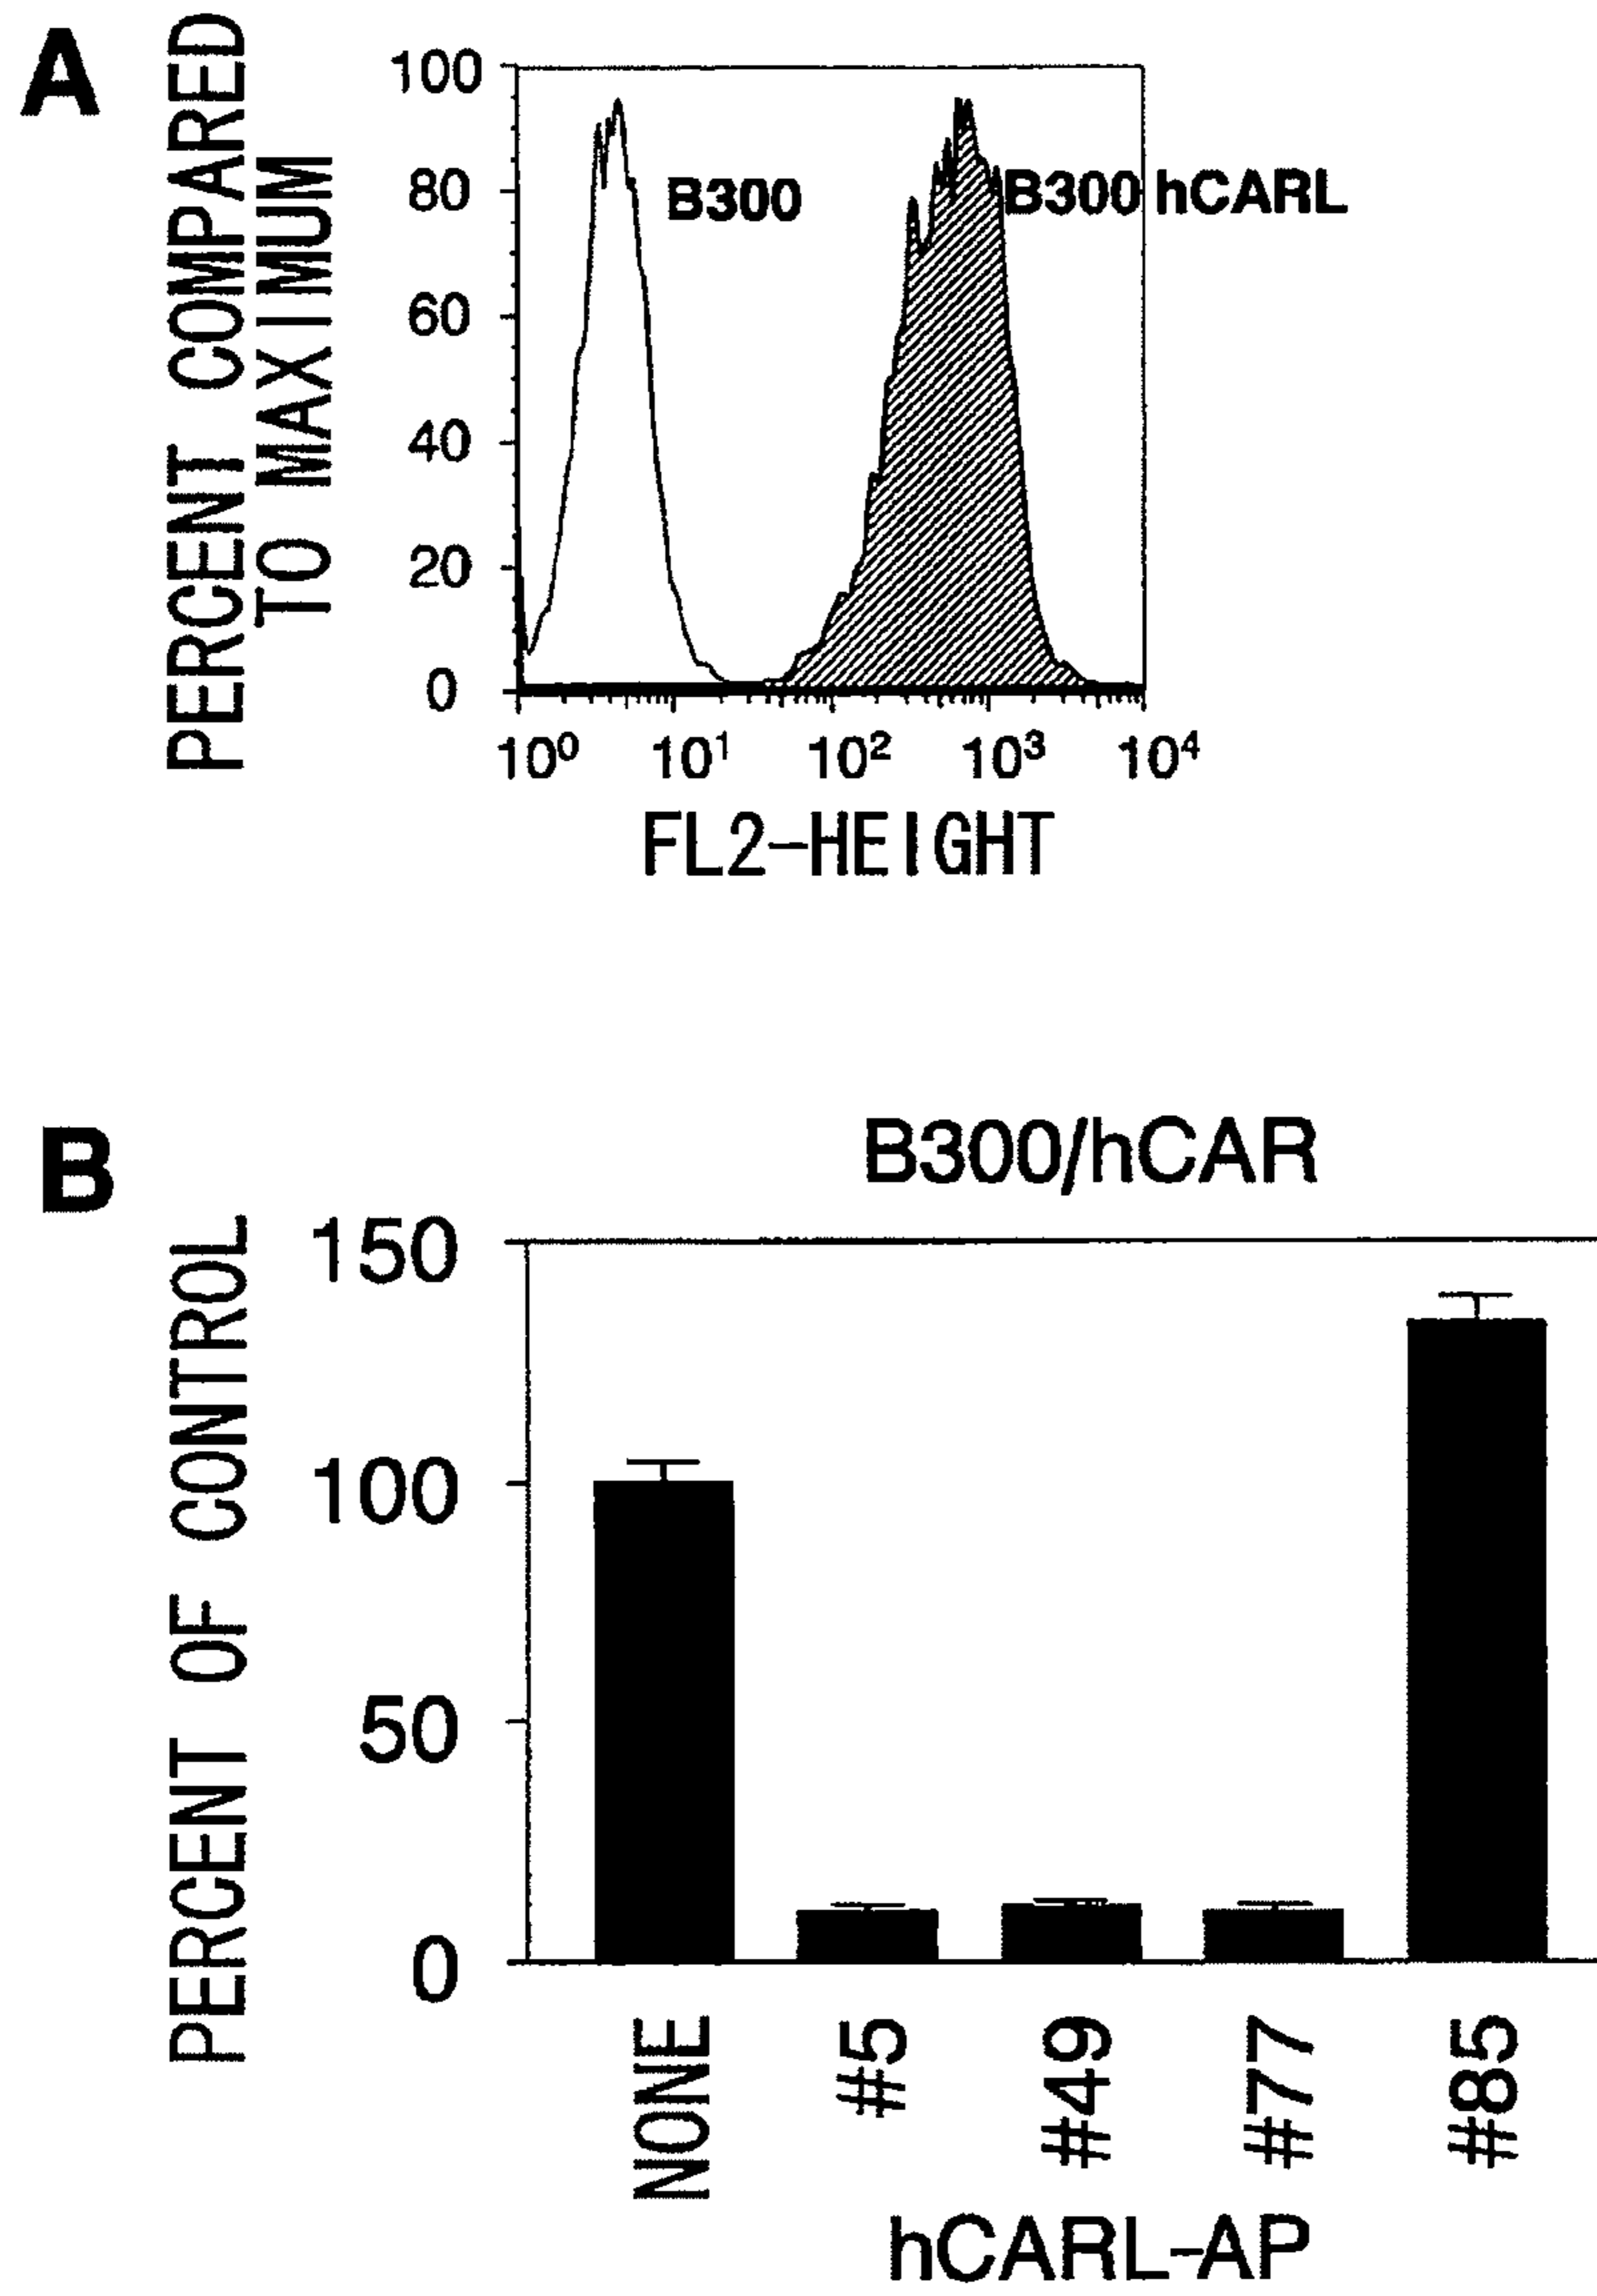 A
PERCENT COMPARED
TO MAXIMUM
100
80
60
40
20
0
B300
B300 hCARL
10⁰ 10¹ 10² 10³ 10⁴
FL2-HEIGHT
B
B300/hCAR
PERCENT OF CONTROL
150
100
50
0
NONE
#5
#49
#77
#85
hCARL-AP